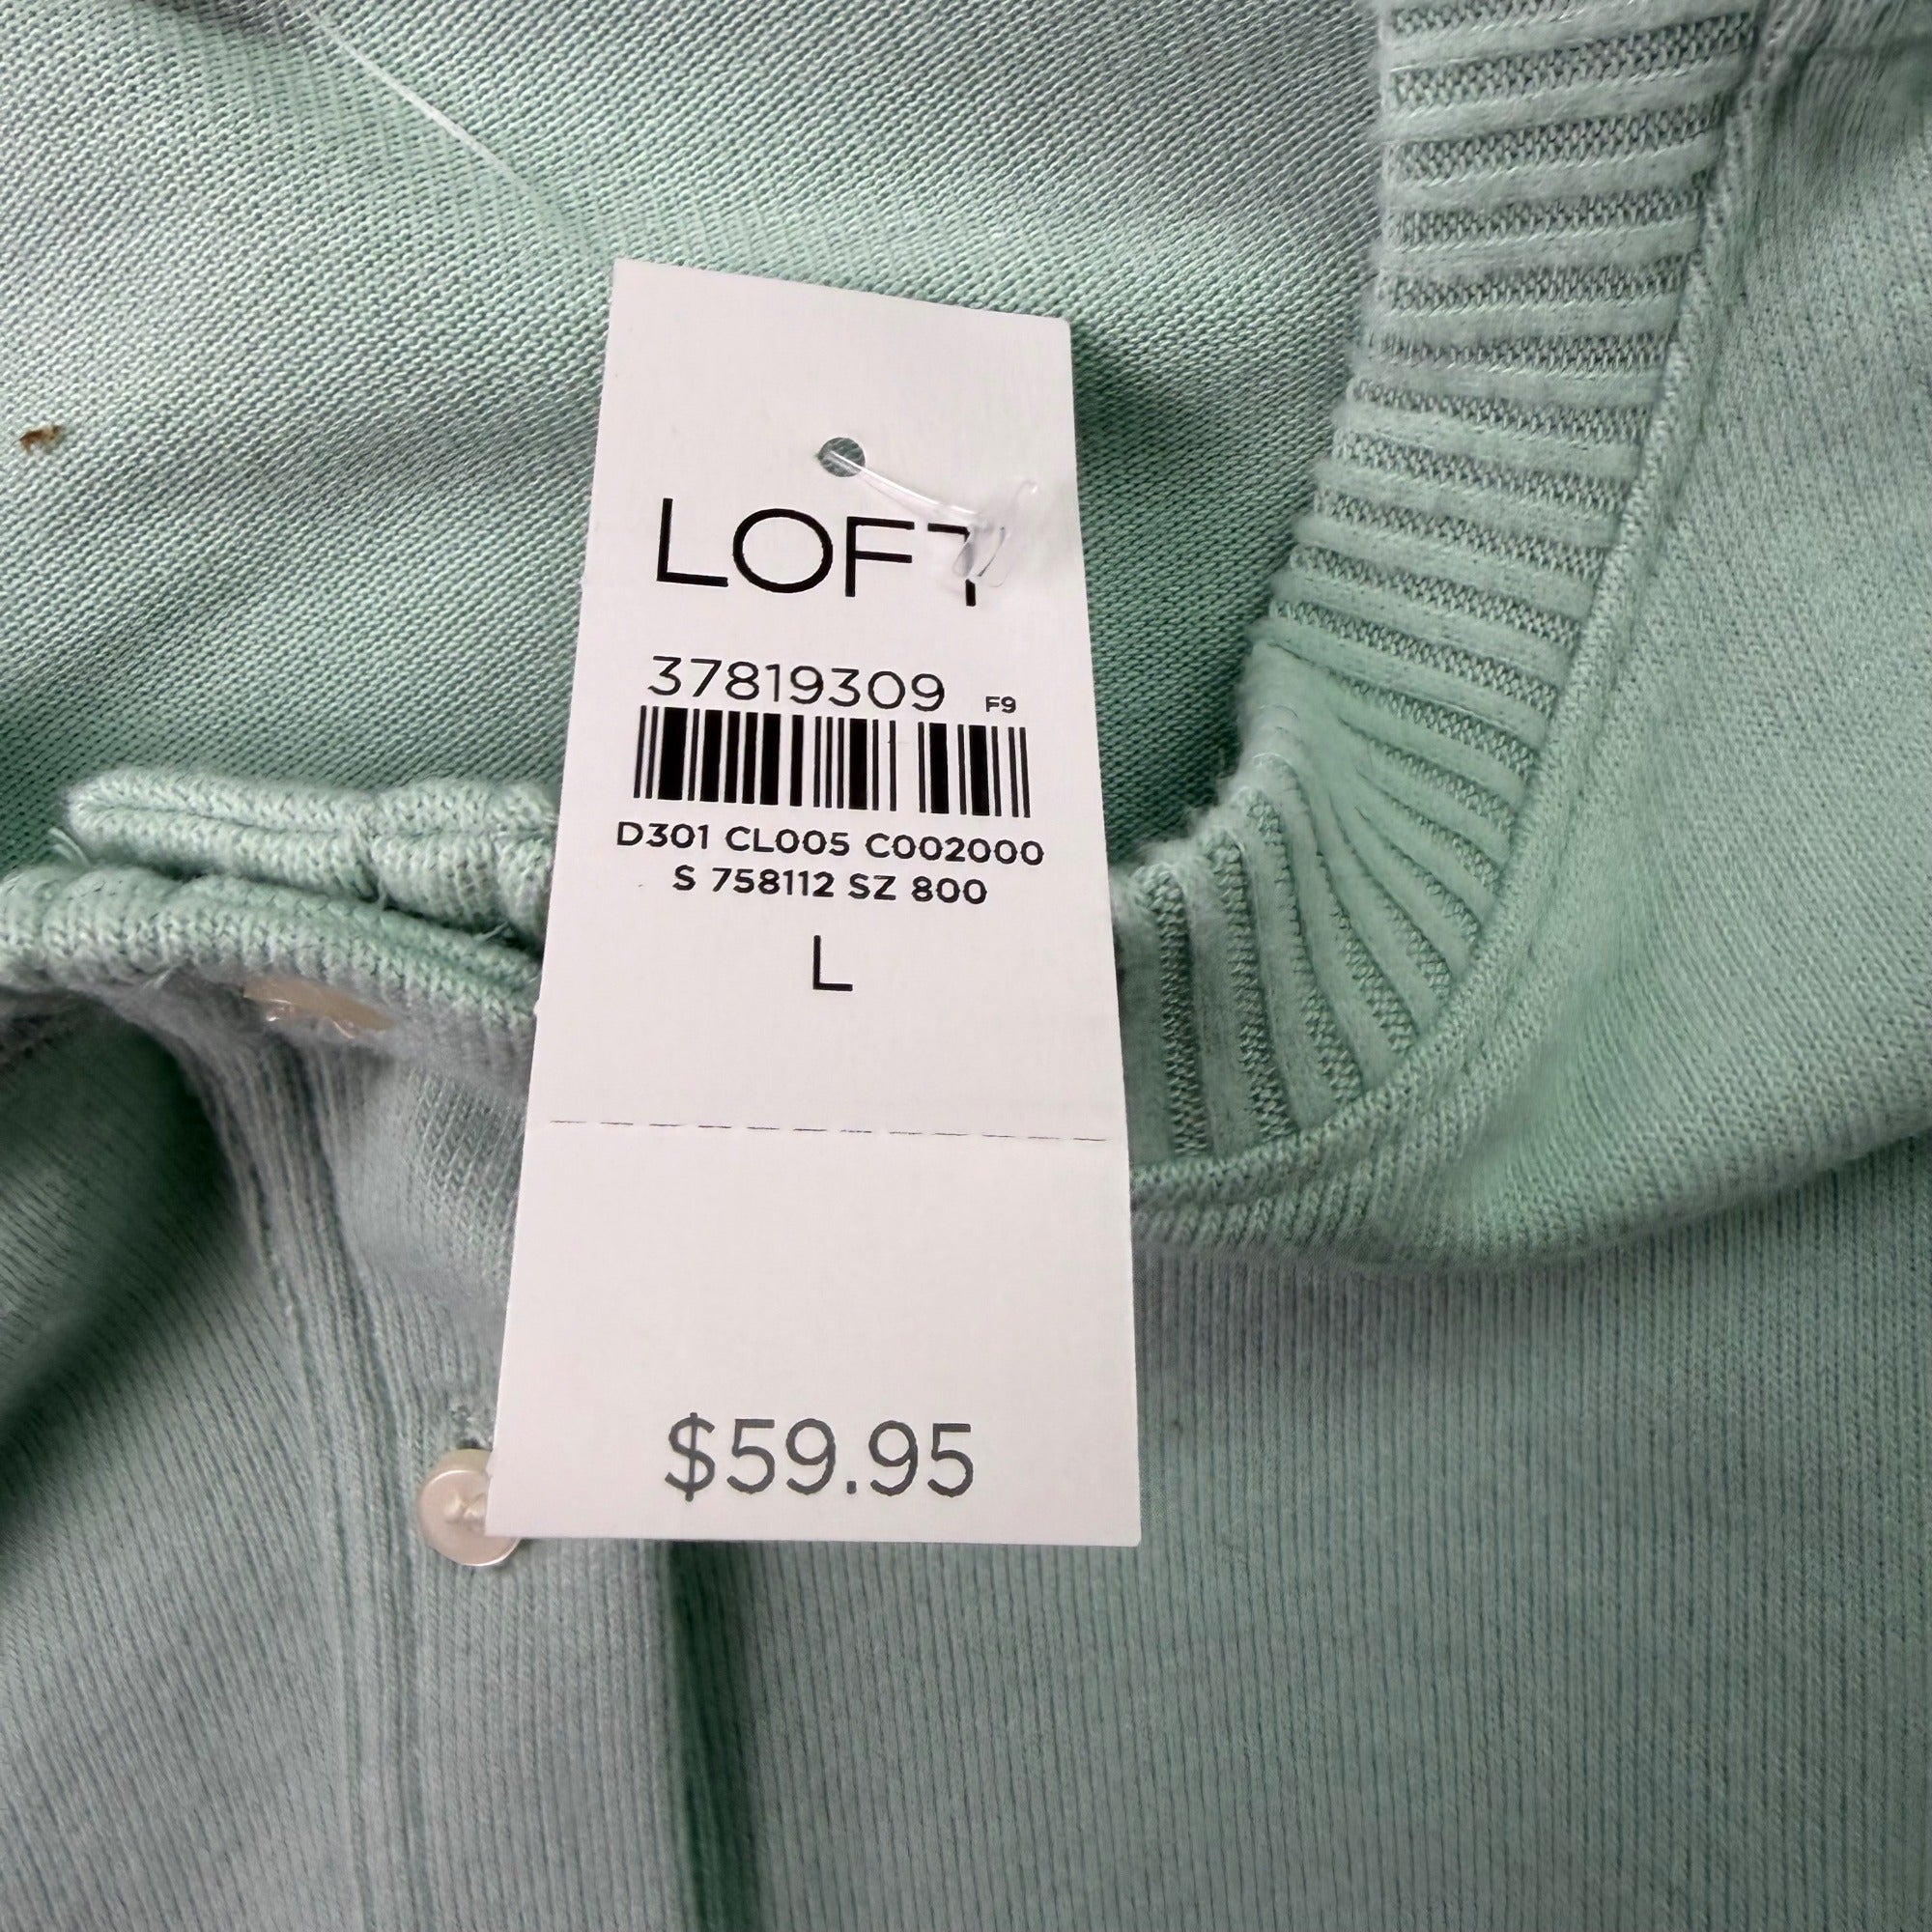 LOFT
37819309 F9
D301 CL005 C002000
S 758112 SZ 800
L
$59.95